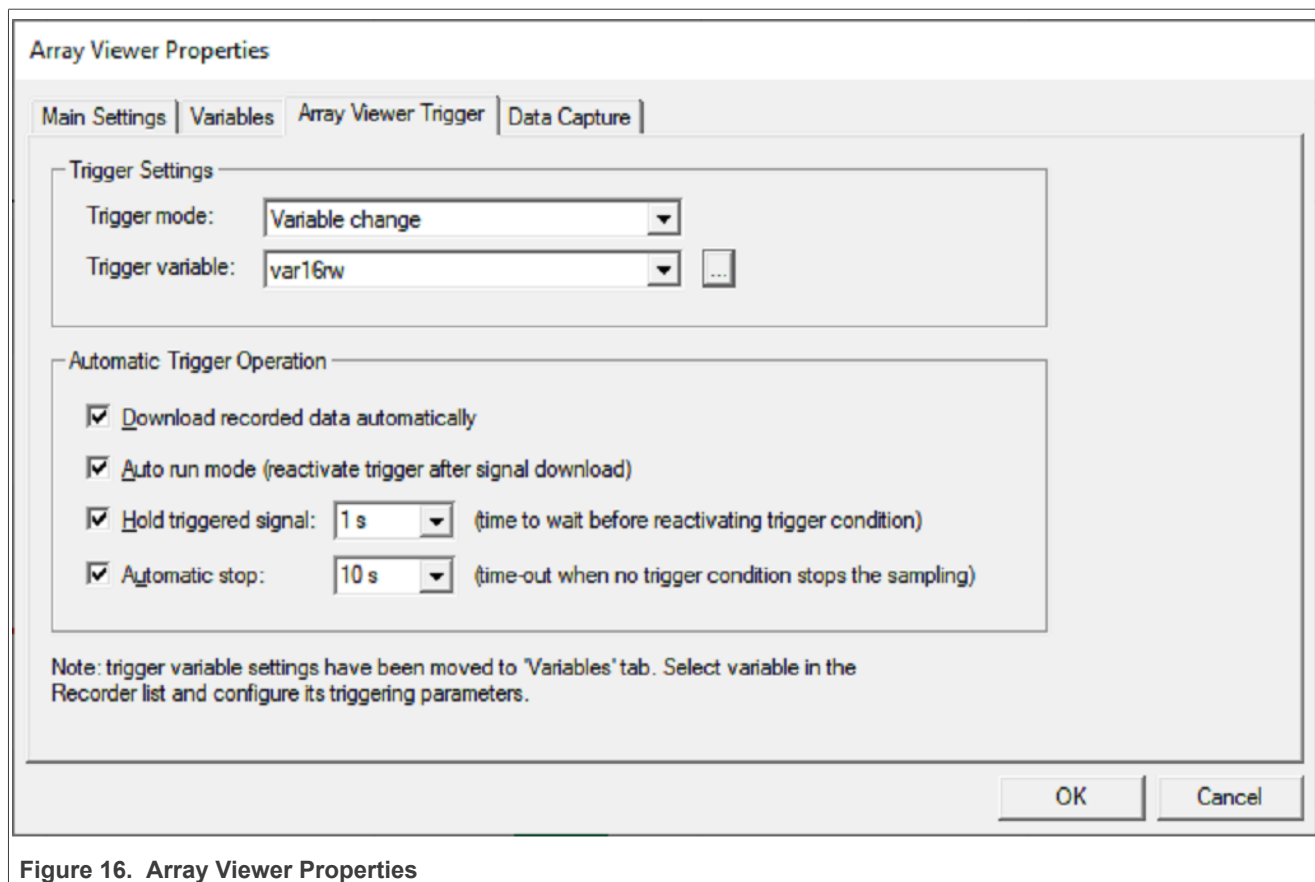 Array Viewer Properties
Main Settings Variables Array Viewer Trigger Data Capture
Trigger Settings
Trigger mode: Variable change
Trigger variable: var16rw ...
Automatic Trigger Operation
Download recorded data automatically
Auto run mode (reactivate trigger after signal download)
Hold triggered signal: 1 s (time to wait before reactivating trigger condition)
Automatic stop: 10 s (time-out when no trigger condition stops the sampling)
Note: trigger variable settings have been moved to 'Variables' tab. Select variable in the
Recorder list and configure its triggering parameters.
OK Cancel
Figure 16. Array Viewer Properties